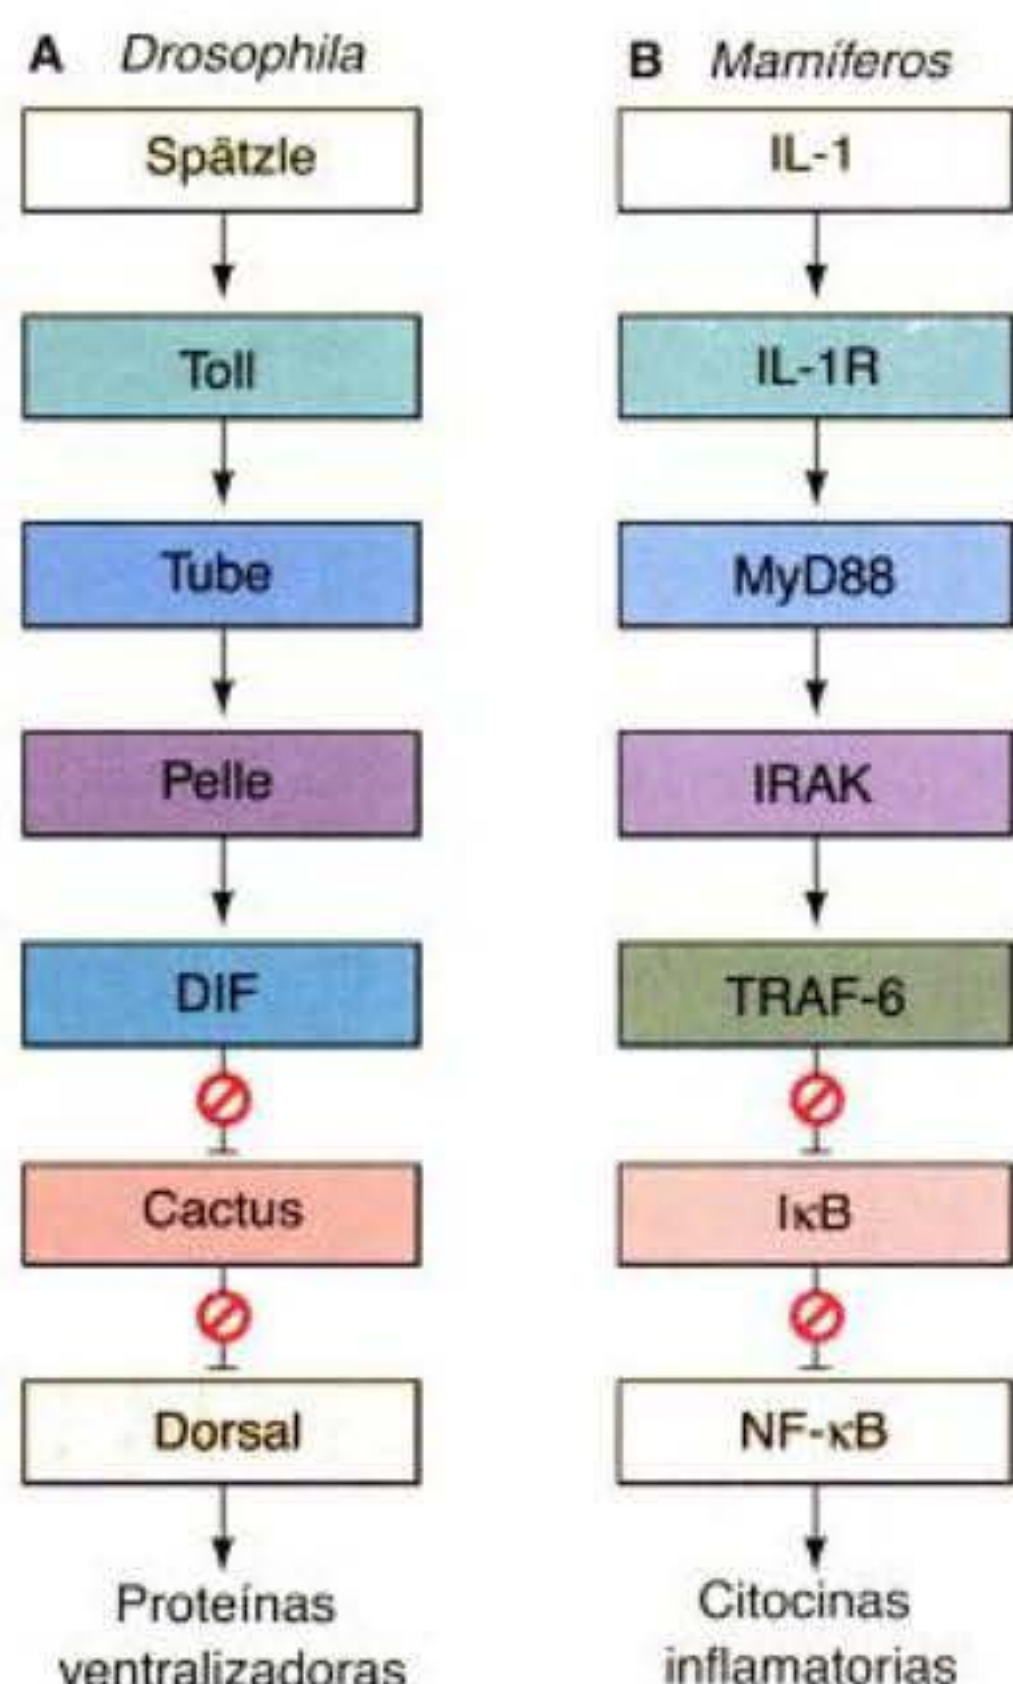 A Drosophila
Spätzle
Toll
Tube
Pelle
DIF
Cactus
Dorsal
Proteínas
ventralizadoras
B Mamíferos
IL-1
IL-1R
MyD88
IRAK
TRAF-6
IκB
NF-κB
Citocinas
inflamatorias